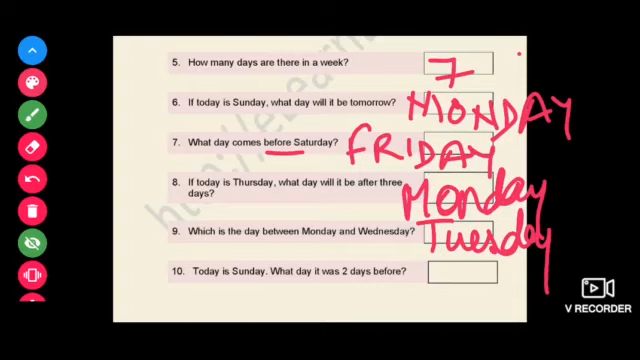 5. How many days are there in a week? 7
6. If today is Sunday, what day will it be tomorrow? MONDAY
7. What day comes before Saturday? FRIDAY
8. If today is Thursday, what day will it be after three days? Monday
9. Which is the day between Monday and Wednesday? Tuesday
10. Today is Sunday. What day it was 2 days before?
V RECORDER